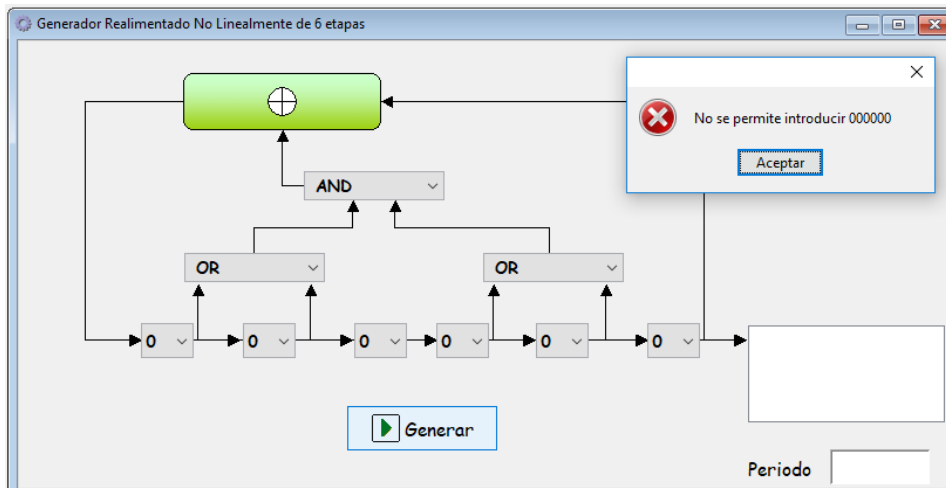 Generador Realimentado No Linealmente de 6 etapas
No se permite introducir 000000
Aceptar
AND
OR OR
0 0 0 0 0 0
Generar
Periodo